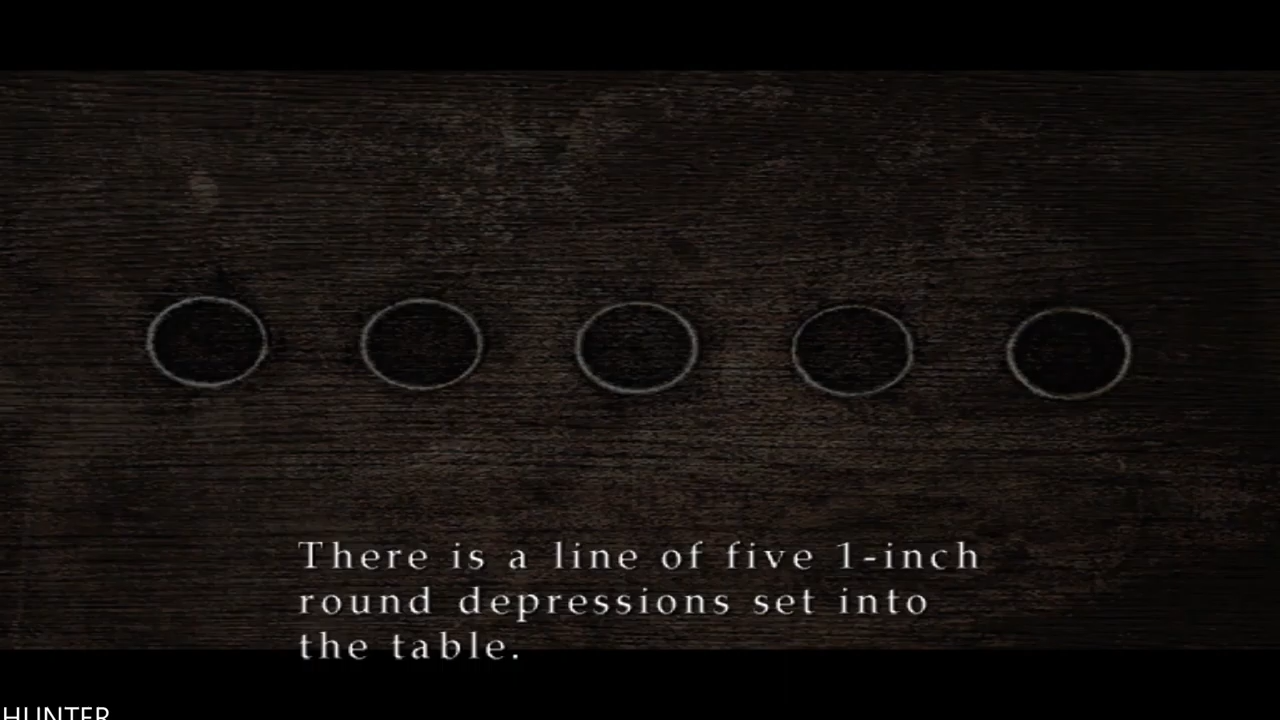 There is a line of five 1-inch
round depressions set into
the table.
HUNTER